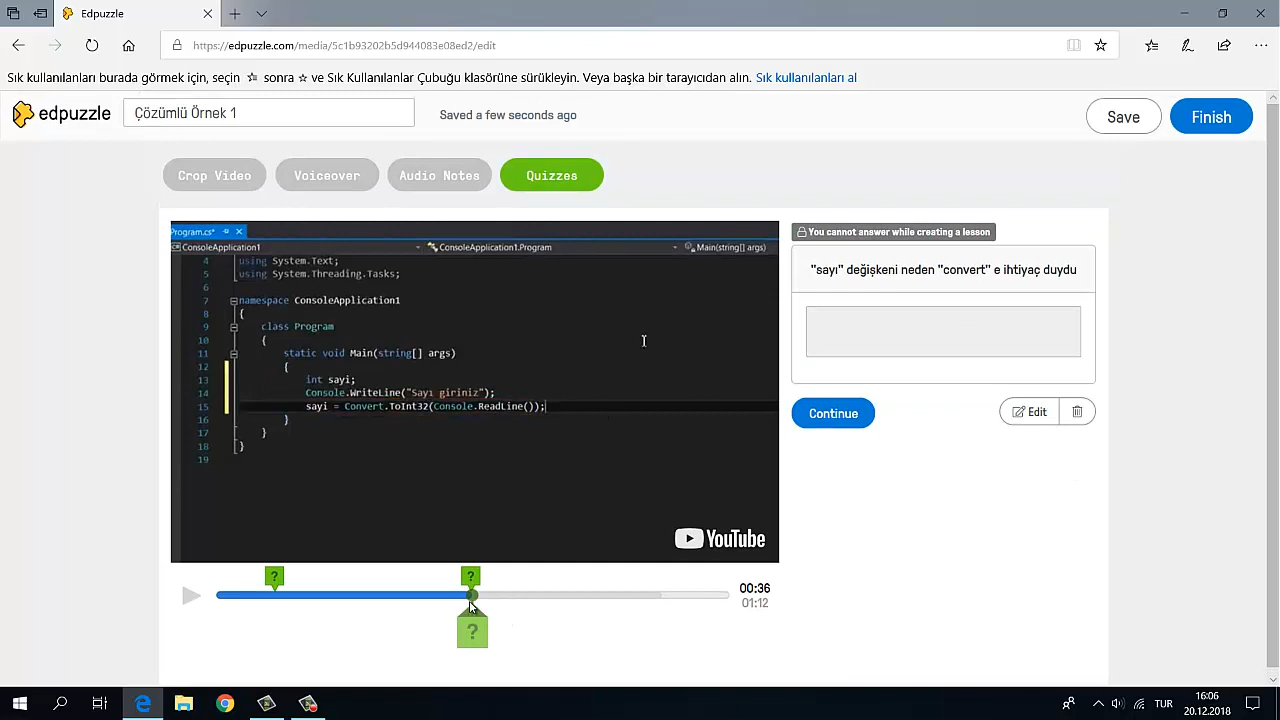 Edpuzzle
https://edpuzzle.com/media/5c1b93202b5d944083e08ed2/edit
Sık kullanılanları burada görmek için, seçin ☆ sonra ☆ ve Sık Kullanılanlar Çubuğu klasörüne sürükleyin. Veya başka bir tarayıcıdan alın. Sık kullanılanları al
edpuzzle
Çözümlü Örnek 1
Saved a few seconds ago
Save
Finish
Crop Video
Voiceover
Audio Notes
Quizzes
Program.cs*
ConsoleApplication1
ConsoleApplication1.Program
Main(string[] args)
4 using System.Text;
5 using System.Threading.Tasks;
6
7 namespace ConsoleApplication1
8 {
9 class Program
10 {
11 static void Main(string[] args)
12 {
13 int sayi;
14 Console.WriteLine("Sayı giriniz");
15 sayi = Convert.ToInt32(Console.ReadLine());
16 }
17 }
18 }
19
YouTube
You cannot answer while creating a lesson
"sayı" değişkeni neden "convert" e ihtiyaç duydu
Continue
Edit
?
?
00:36
01:12
?
TUR
16:06
20.12.2018